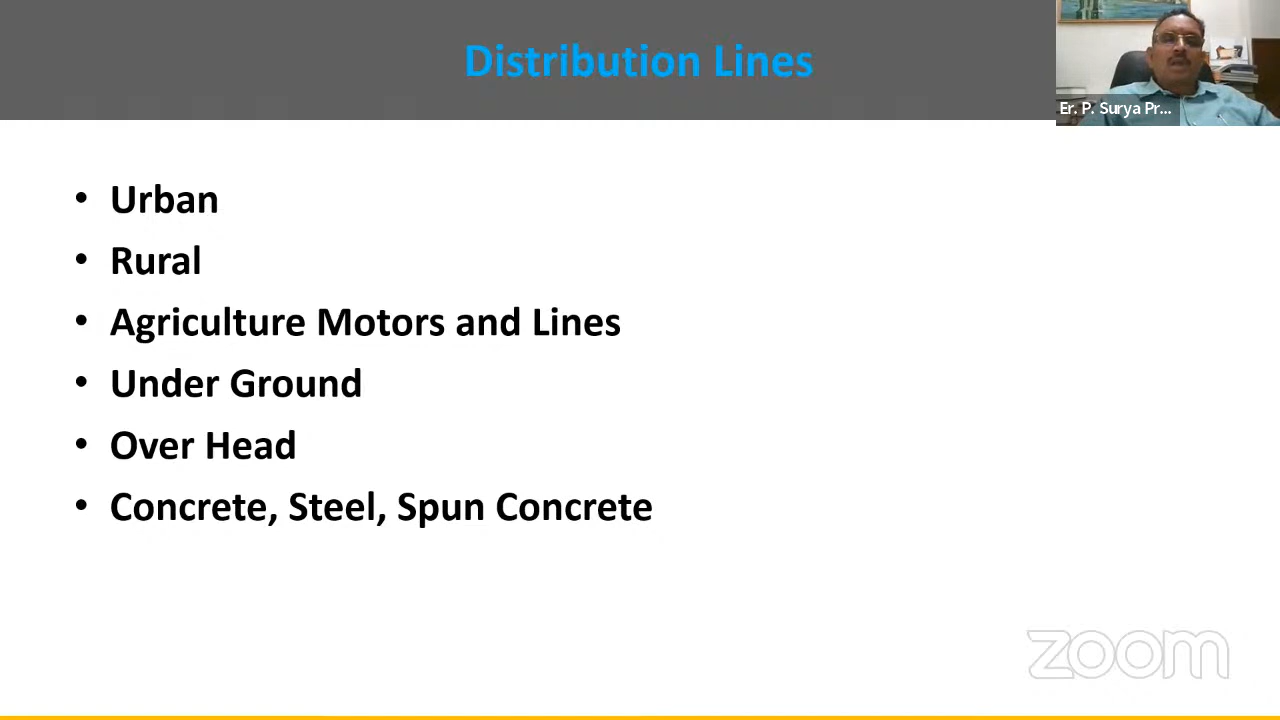 Distribution Lines
Er. P. Surya Pr...
• Urban
• Rural
• Agriculture Motors and Lines
• Under Ground
• Over Head
• Concrete, Steel, Spun Concrete
zoom